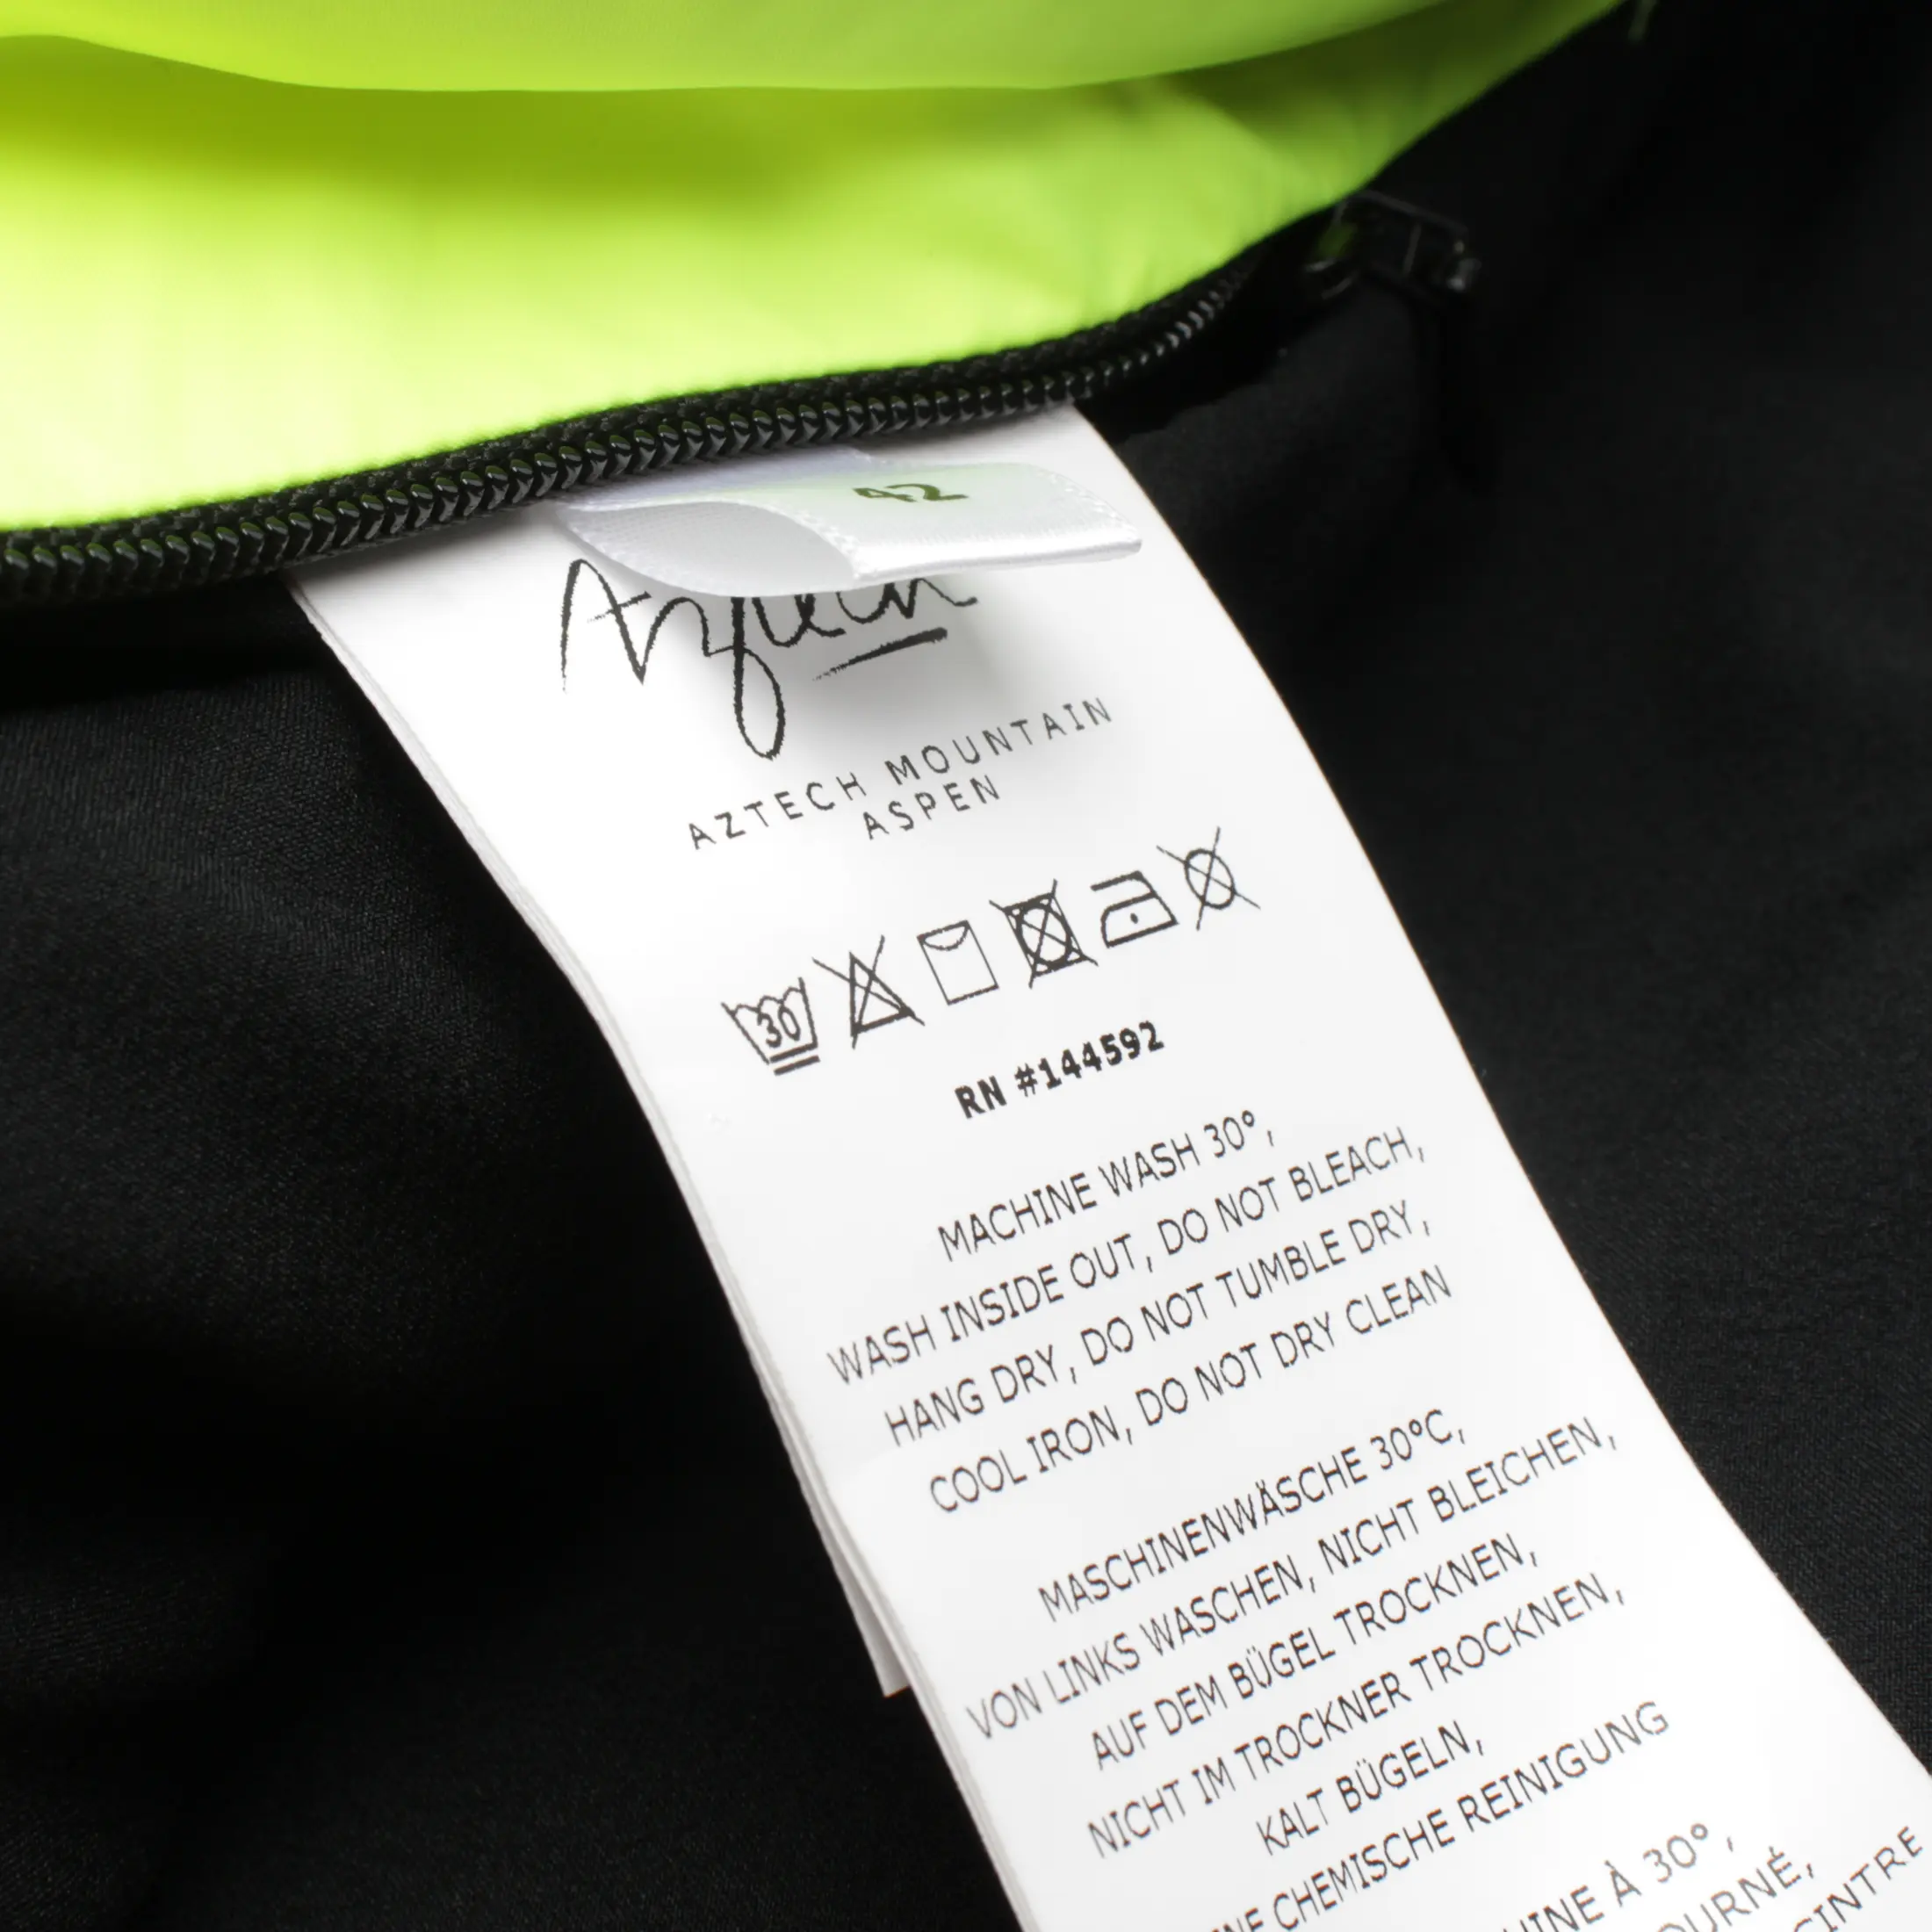 42
Aztech
AZTECH MOUNTAIN
ASPEN
30
RN #144592
MACHINE WASH 30°,
WASH INSIDE OUT, DO NOT BLEACH,
HANG DRY, DO NOT TUMBLE DRY,
COOL IRON, DO NOT DRY CLEAN
MASCHINENWÄSCHE 30°C,
VON LINKS WASCHEN, NICHT BLEICHEN,
AUF DEM BÜGEL TROCKNEN,
NICHT IM TROCKNER TROCKNEN,
KALT BÜGELN,
CHEMISCHE REINIGUNG
À 30°,
CINTRE